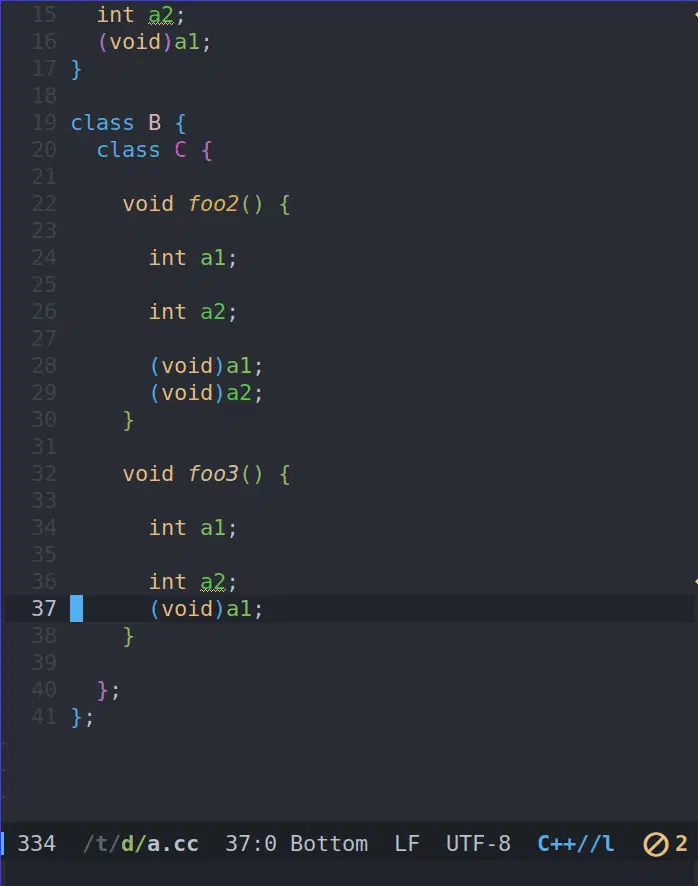 15   int a2;
16   (void)a1;
17 }
18
19 class B {
20   class C {
21
22     void foo2() {
23
24       int a1;
25
26       int a2;
27
28       (void)a1;
29       (void)a2;
30     }
31
32     void foo3() {
33
34       int a1;
35
36       int a2;
37       (void)a1;
38     }
39
40   };
41 };
334 /t/d/a.cc 37:0 Bottom LF UTF-8 C++//l 2